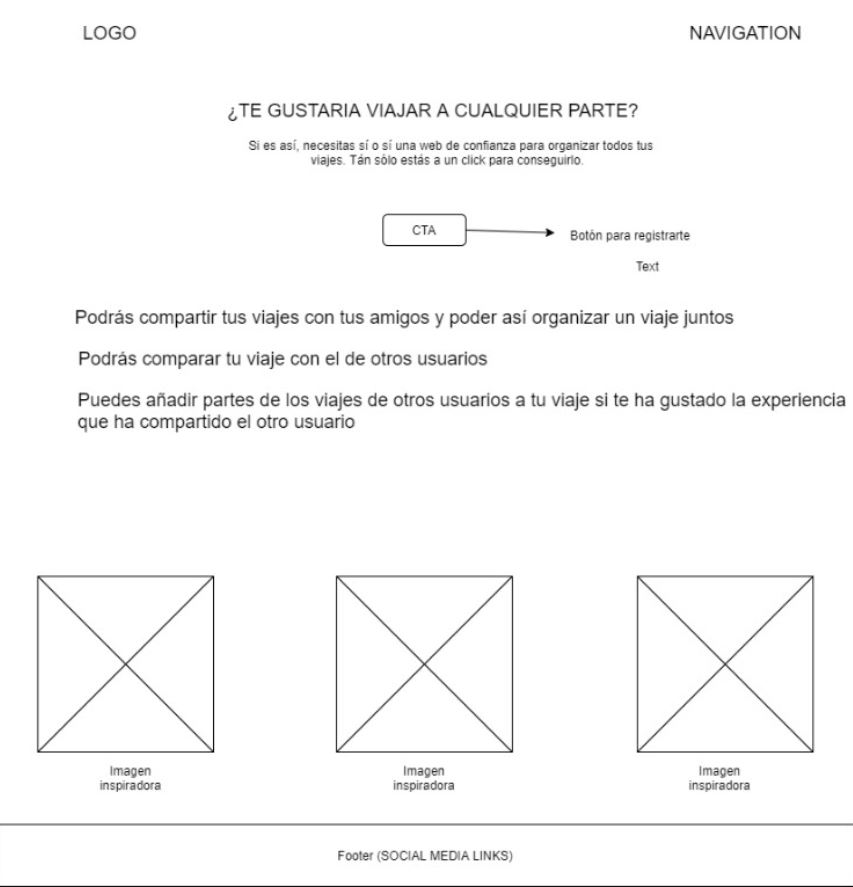 LOGO
NAVIGATION
¿TE GUSTARIA VIAJAR A CUALQUIER PARTE?
Si es así, necesitas sí o sí una web de confianza para organizar todos tus
viajes. Tán sólo estás a un click para conseguirlo.
CTA
Botón para registrarte
Text
Podrás compartir tus viajes con tus amigos y poder así organizar un viaje juntos
Podrás comparar tu viaje con el de otros usuarios
Puedes añadir partes de los viajes de otros usuarios a tu viaje si te ha gustado la experiencia
que ha compartido el otro usuario
Imagen
inspiradora
Imagen
inspiradora
Imagen
inspiradora
Footer (SOCIAL MEDIA LINKS)